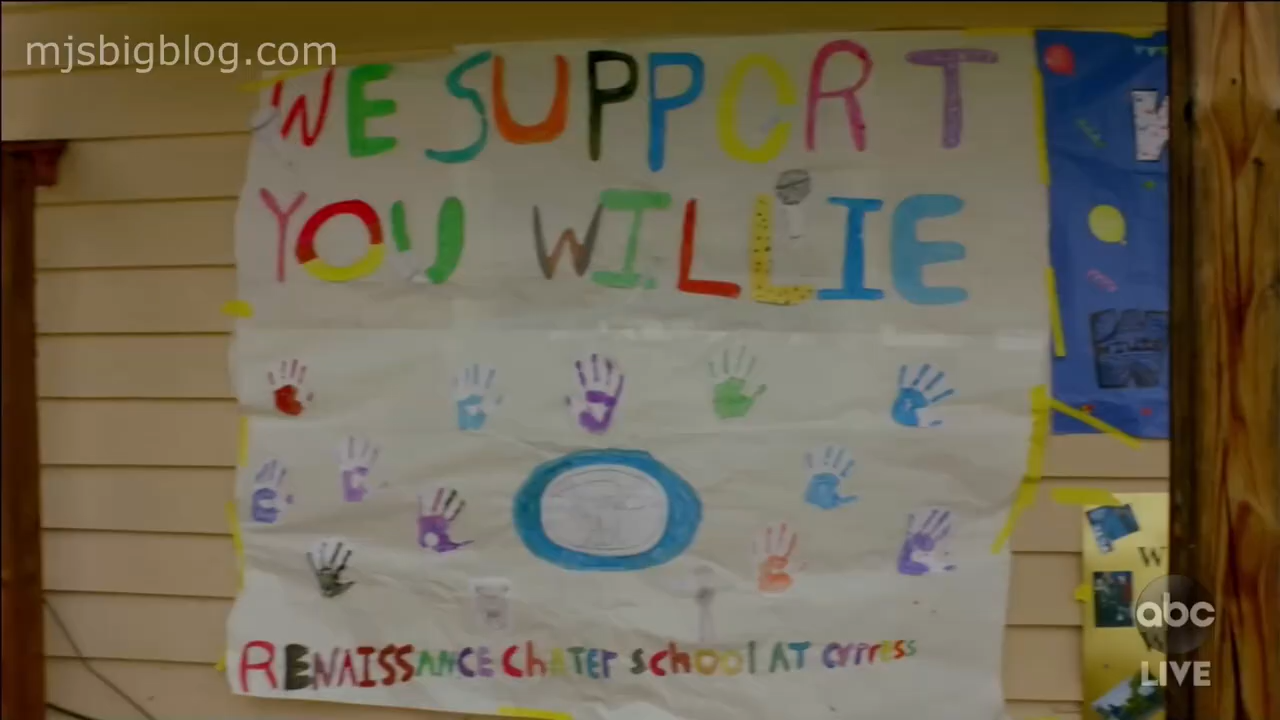 mjsbigblog.com
WE SUPPORT
YOU WILLIE
RENAISSANCE ChaTER School AT CYPRESS
W
abc
LIVE